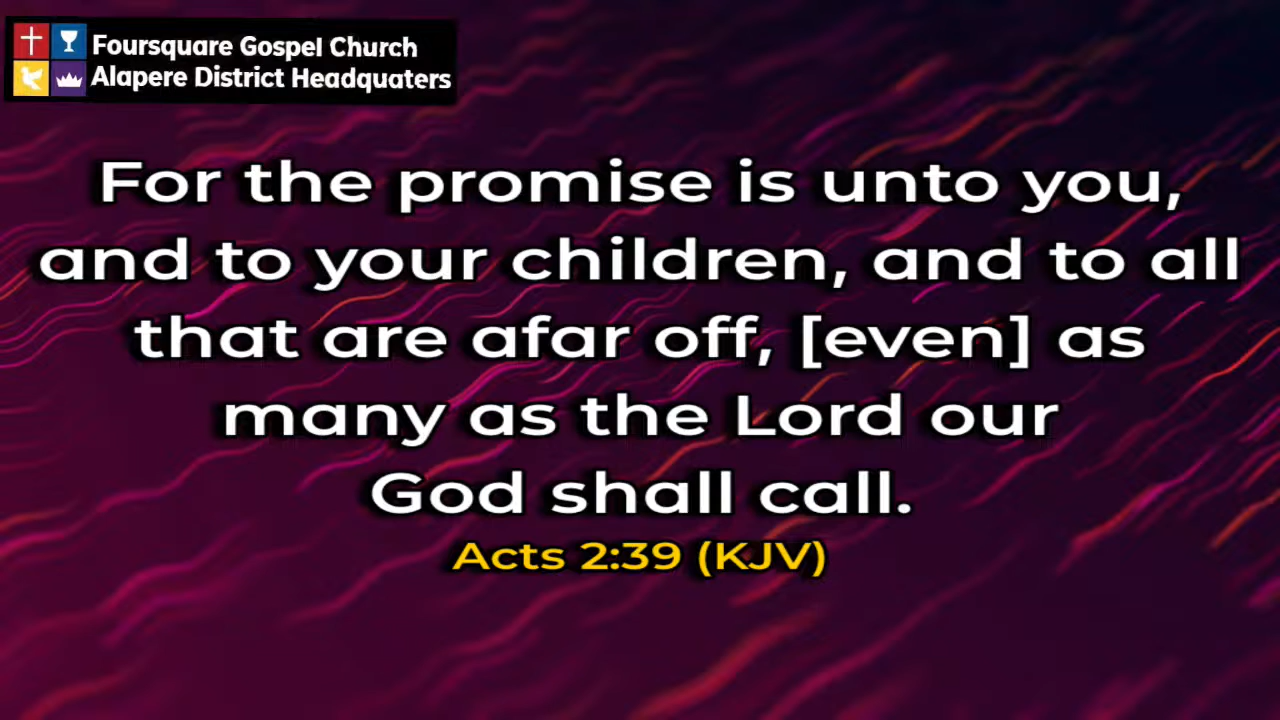 Foursquare Gospel Church
Alapere District Headquaters
For the promise is unto you,
and to your children, and to all
that are afar off, [even] as
many as the Lord our
God shall call.
Acts 2:39 (KJV)